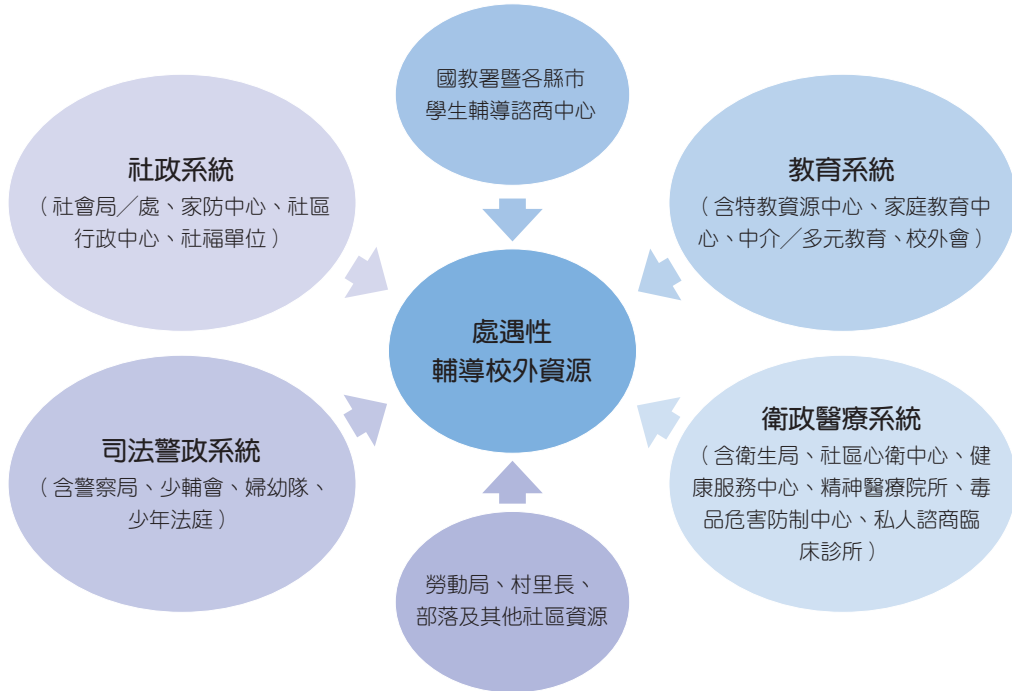 國教署暨各縣市
學生輔導諮商中心
社政系統
（社會局／處、家防中心、社區
行政中心、社福單位）
教育系統
（含特教資源中心、家庭教育中
心、中介／多元教育、校外會）
處遇性
輔導校外資源
司法警政系統
（含警察局、少輔會、婦幼隊、
少年法庭）
衛政醫療系統
（含衛生局、社區心衛中心、健
康服務中心、精神醫療院所、毒
品危害防制中心、私人諮商臨
床診所）
勞動局、村里長、
部落及其他社區資源